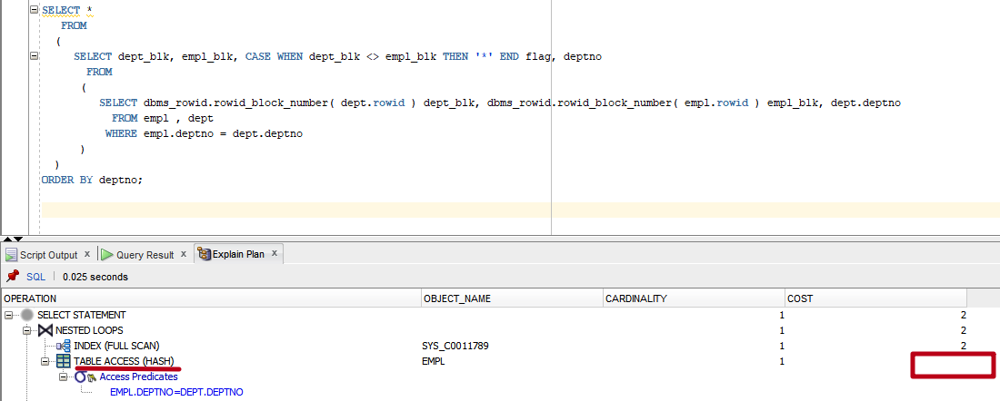 SELECT *
FROM
(
SELECT dept_blk, empl_blk, CASE WHEN dept_blk <> empl_blk THEN '*' END flag, deptno
FROM
(
SELECT dbms_rowid.rowid_block_number( dept.rowid ) dept_blk, dbms_rowid.rowid_block_number( empl.rowid ) empl_blk, dept.deptno
FROM empl , dept
WHERE empl.deptno = dept.deptno
)
)
ORDER BY deptno;
Script Output x Query Result x Explain Plan x
SQL | 0.025 seconds
OPERATION OBJECT_NAME CARDINALITY COST
SELECT STATEMENT 1 2
NESTED LOOPS 1 2
INDEX (FULL SCAN) SYS_C0011789 1 2
TABLE ACCESS (HASH) EMPL 1
Access Predicates
EMPL.DEPTNO=DEPT.DEPTNO